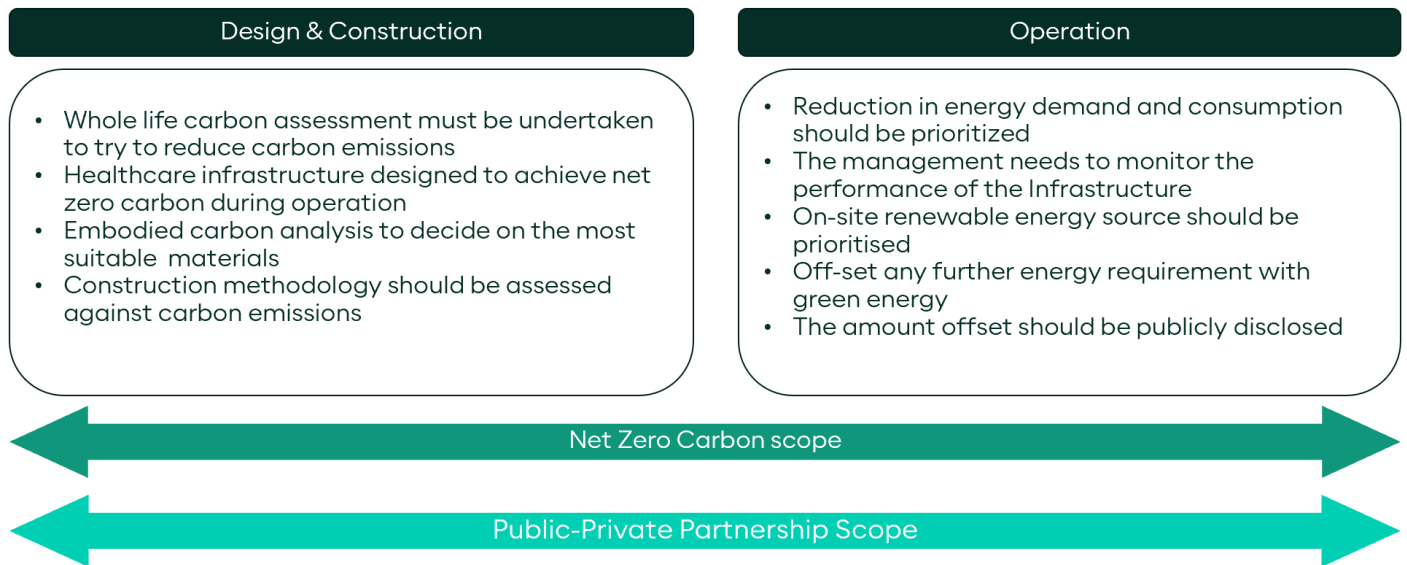 Design & Construction
• Whole life carbon assessment must be undertaken
to try to reduce carbon emissions
• Healthcare infrastructure designed to achieve net
zero carbon during operation
• Embodied carbon analysis to decide on the most
suitable  materials
• Construction methodology should be assessed
against carbon emissions
Operation
• Reduction in energy demand and consumption
should be prioritized
• The management needs to monitor the
performance of the Infrastructure
• On-site renewable energy source should be
prioritised
• Off-set any further energy requirement with
green energy
• The amount offset should be publicly disclosed
Net Zero Carbon scope
Public-Private Partnership Scope